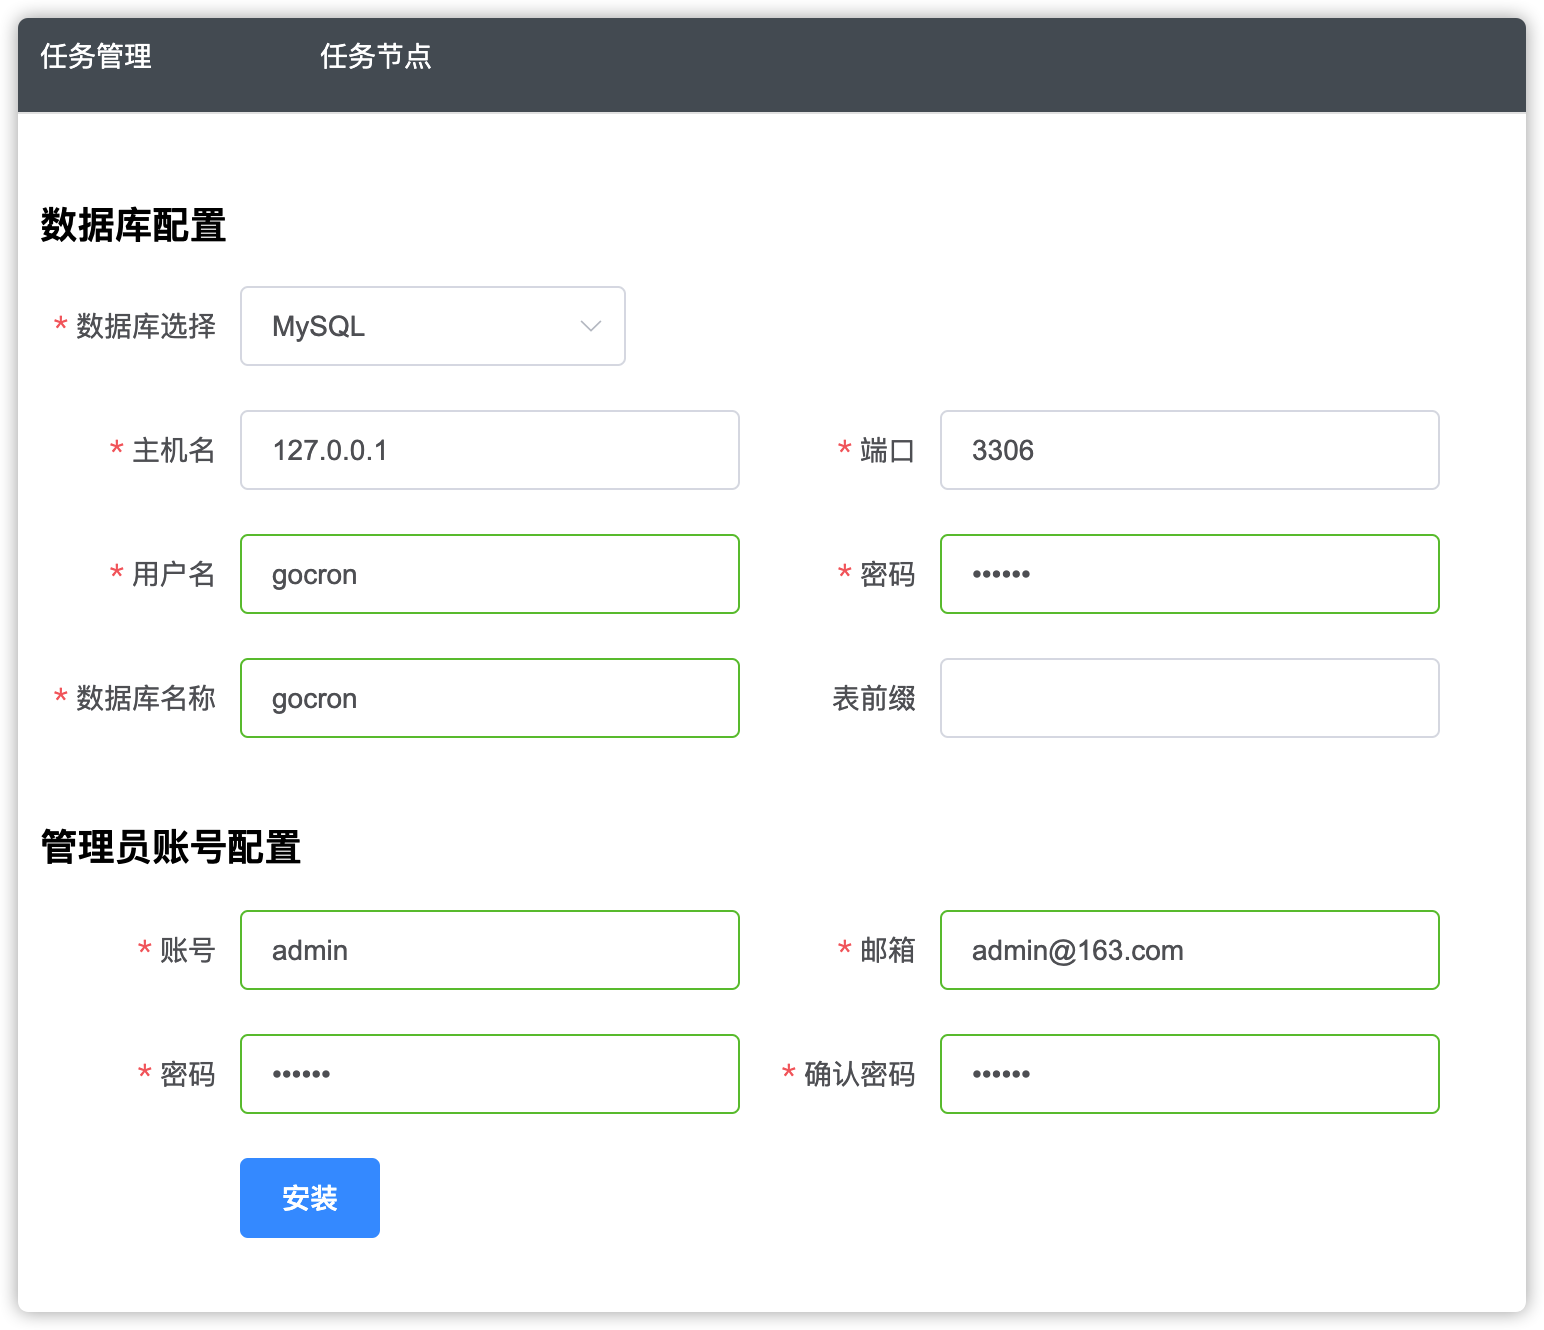 任务管理 任务节点
数据库配置
* 数据库选择 MySQL
* 主机名 127.0.0.1 * 端口 3306
* 用户名 gocron * 密码 ••••••
* 数据库名称 gocron 表前缀
管理员账号配置
* 账号 admin * 邮箱 admin@163.com
* 密码 •••••• * 确认密码 ••••••
安装